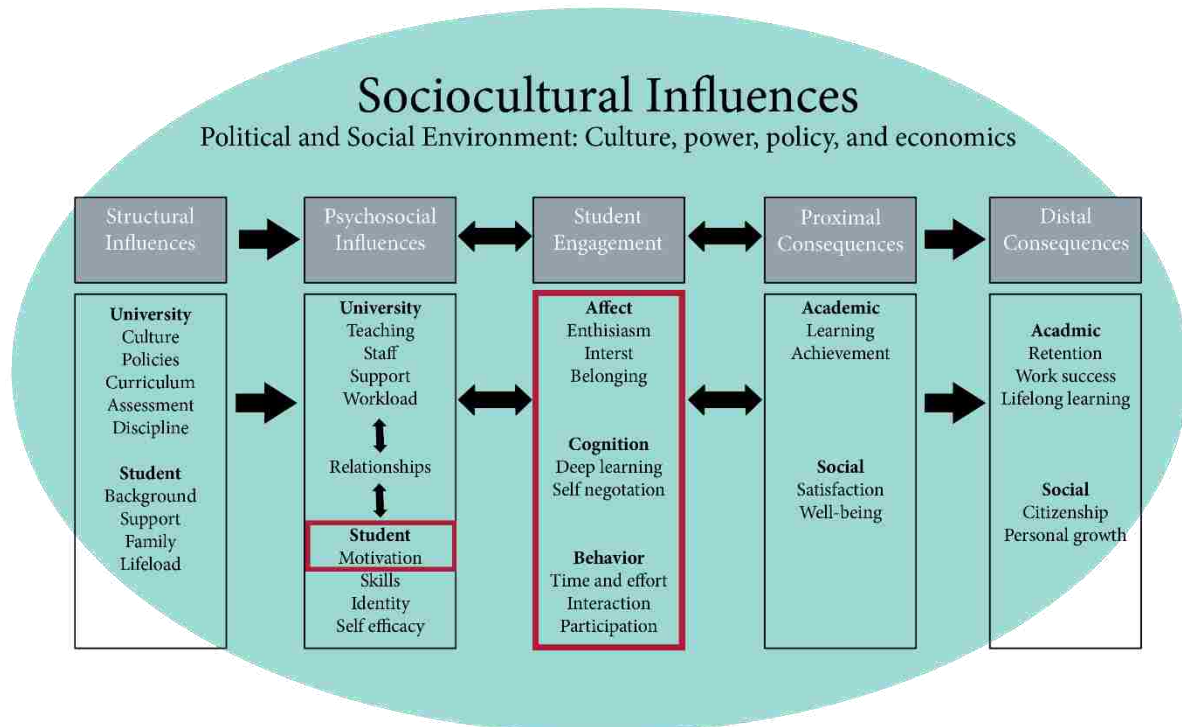 Sociocultural Influences
Political and Social Environment: Culture, power, policy, and economics
Structural
Influences
Psychosocial
Influences
Student
Engagement
Proximal
Consequences
Distal
Consequences
University
Culture
Policies
Curriculum
Assessment
Discipline
Student
Background
Support
Family
Lifeload
University
Teaching
Staff
Support
Workload
Relationships
Student
Motivation
Skills
Identity
Self efficacy
Affect
Enthisiasm
Interst
Belonging
Cognition
Deep learning
Self negotation
Behavior
Time and effort
Interaction
Participation
Academic
Learning
Achievement
Social
Satisfaction
Well-being
Acadmic
Retention
Work success
Lifelong learning
Social
Citizenship
Personal growth